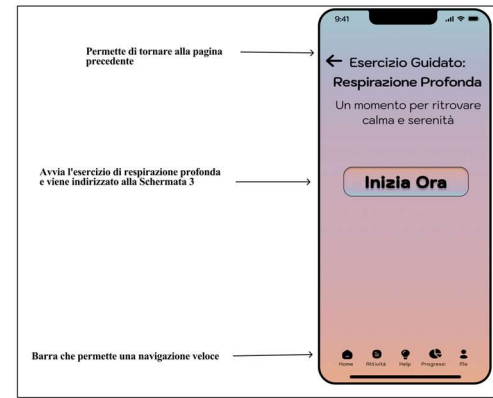 9:41
Permette di tornare alla pagina
precedente
Esercizio Guidato:
Respirazione Profonda
Un momento per ritrovare
calma e serenità
Avvia l'esercizio di respirazione profonda
e viene indirizzato alla Schermata 3
Inizia Ora
Barra che permette una navigazione veloce
Home Attività Help Progressi Me